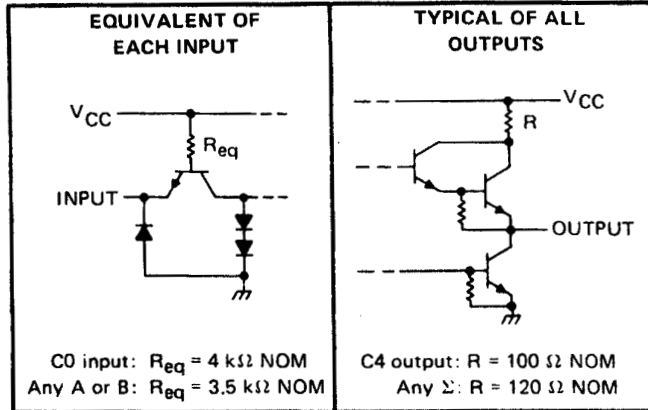 EQUIVALENT OF
EACH INPUT
VCC
Req
INPUT
C0 input: Req = 4 kΩ NOM
Any A or B: Req = 3.5 kΩ NOM
TYPICAL OF ALL
OUTPUTS
VCC
R
OUTPUT
C4 output: R = 100 Ω NOM
Any Σ: R = 120 Ω NOM